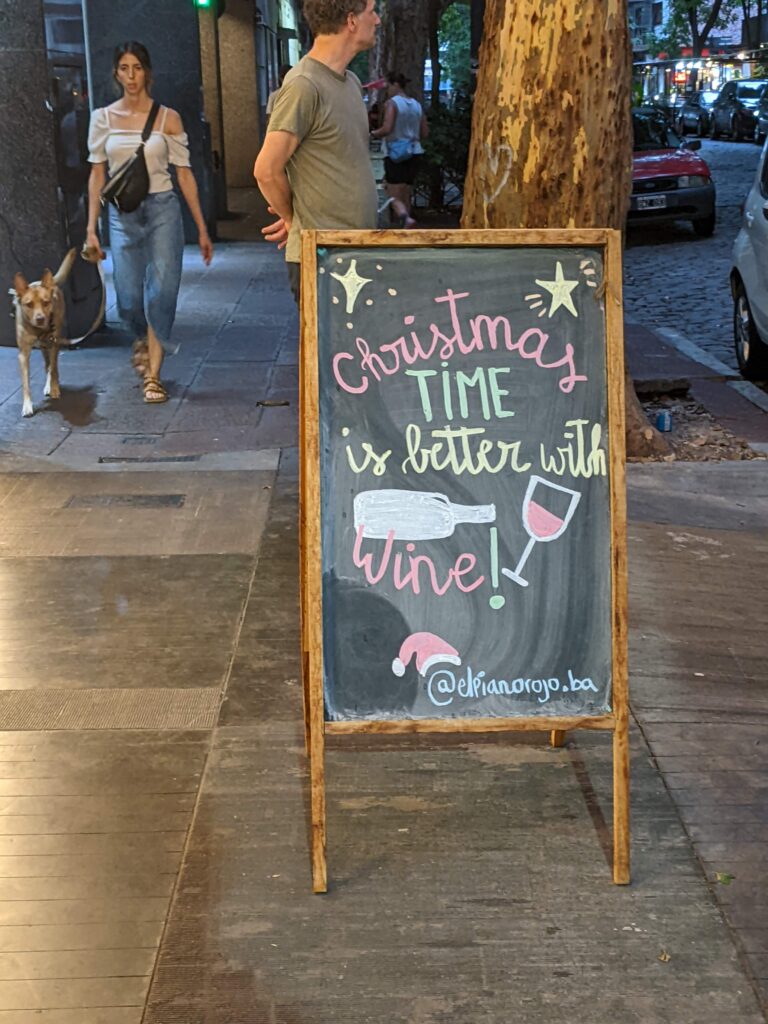 Christmas
TIME
is better with
Wine!
@elpianorojo.ba